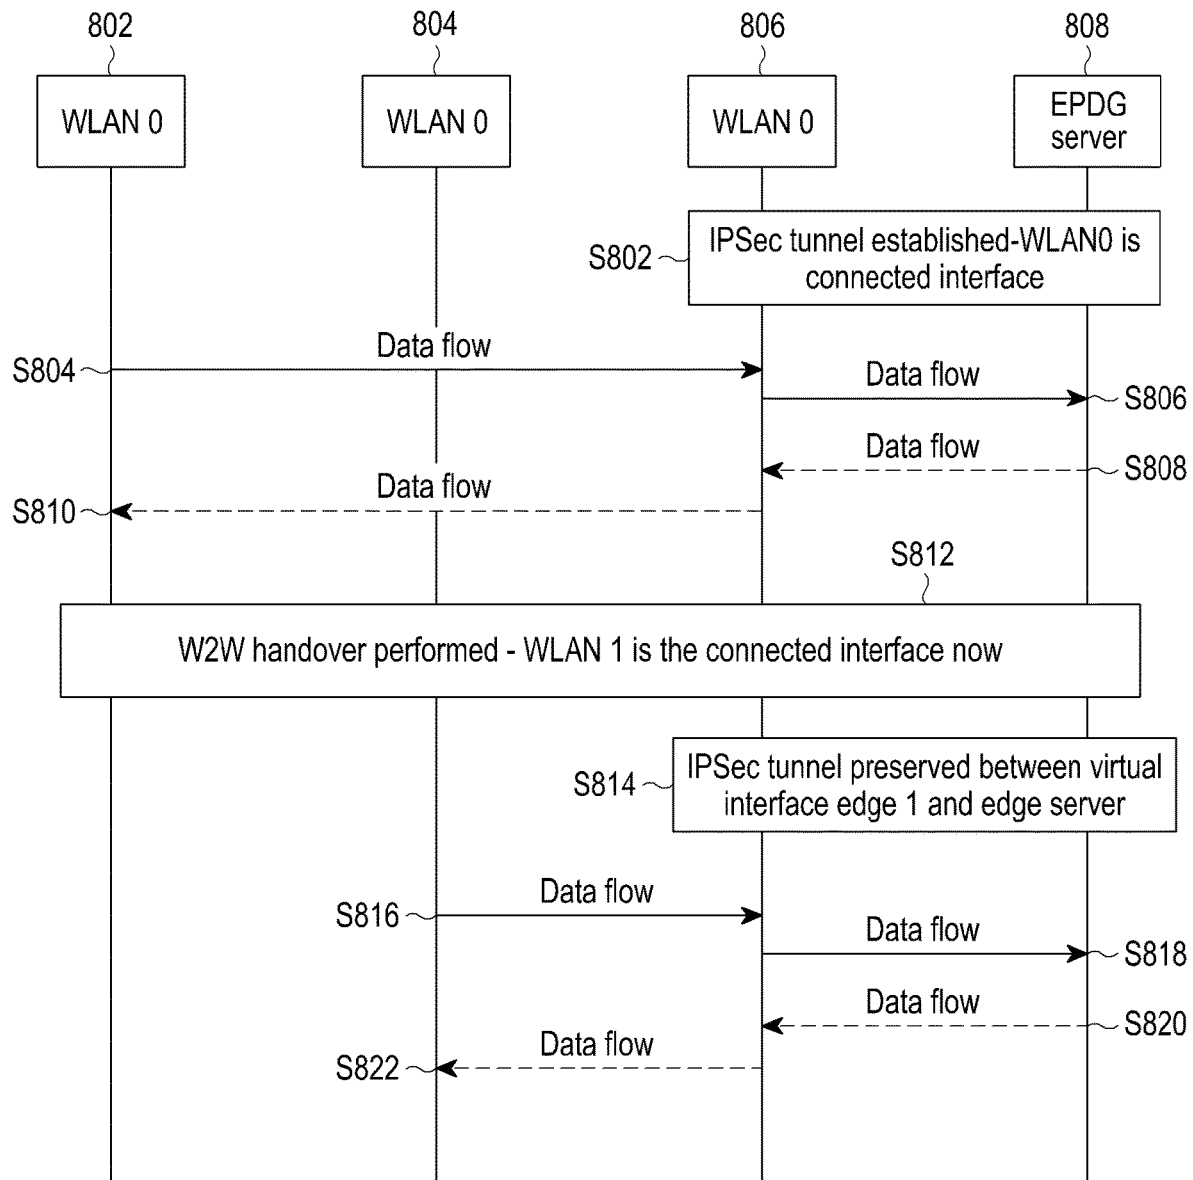 802
804
806
808
WLAN 0
WLAN 0
WLAN 0
EPDG
server
S802
IPSec tunnel established-WLAN0 is
connected interface
S804
Data flow
Data flow
S806
Data flow
S808
S810
Data flow
S812
W2W handover performed - WLAN 1 is the connected interface now
S814
IPSec tunnel preserved between virtual
interface edge 1 and edge server
S816
Data flow
Data flow
S818
Data flow
S820
S822
Data flow